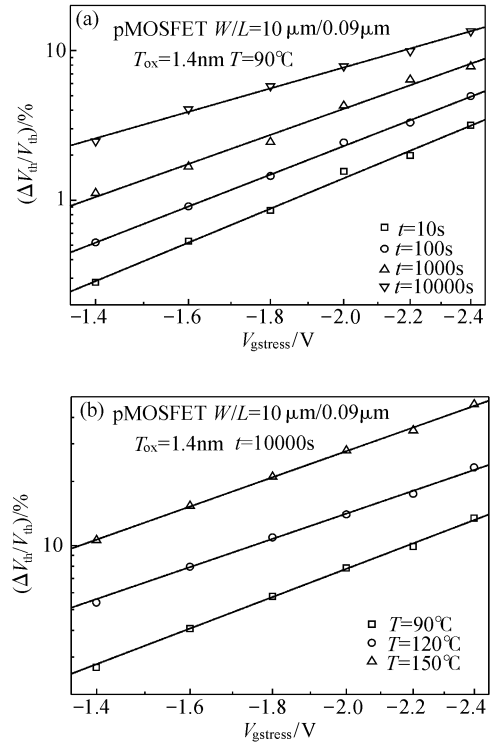 (a)
pMOSFET W/L=10 μm/0.09μm
Tox=1.4nm T=90℃
10
1
(ΔVth/Vth)/%
t=10s
t=100s
t=1000s
t=10000s
−1.4 −1.6 −1.8 −2.0 −2.2 −2.4
Vgstress/V
(b)
pMOSFET W/L=10 μm/0.09μm
Tox=1.4nm t=10000s
10
(ΔVth/Vth)/%
T=90℃
T=120℃
T=150℃
−1.4 −1.6 −1.8 −2.0 −2.2 −2.4
Vgstress/V